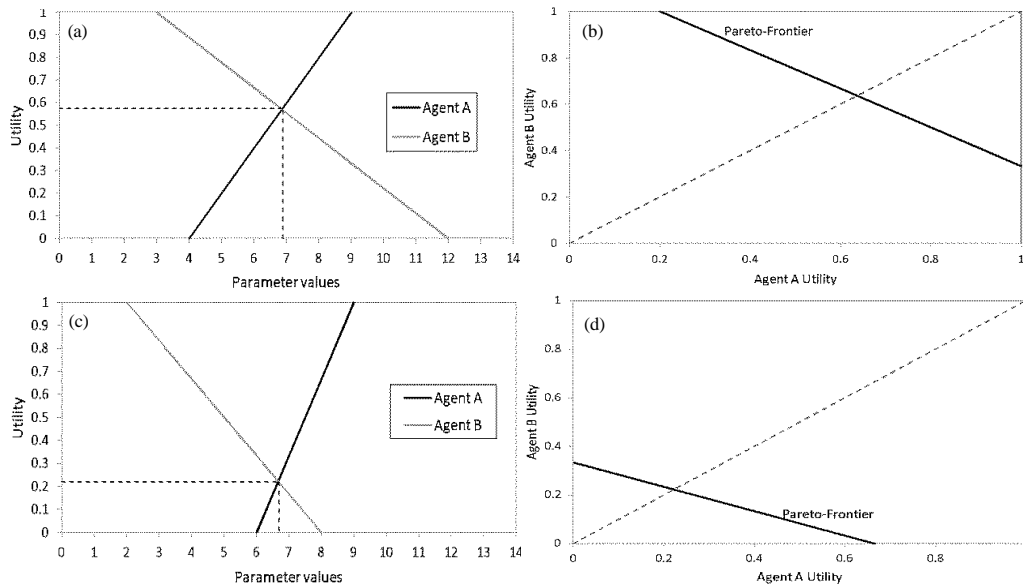 (a)
Utility
1
0.9
0.8
0.7
0.6
0.5
0.4
0.3
0.2
0.1
0
0 1 2 3 4 5 6 7 8 9 10 11 12 13 14
Parameter values
Agent A
Agent B
(b)
Agent B Utility
1
0.8
0.6
0.4
0.2
0
0 0.2 0.4 0.6 0.8 1
Agent A Utility
Pareto-Frontier
(c)
Utility
1
0.9
0.8
0.7
0.6
0.5
0.4
0.3
0.2
0.1
0
0 1 2 3 4 5 6 7 8 9 10 11 12 13 14
Parameter values
Agent A
Agent B
(d)
Agent B Utility
1
0.8
0.6
0.4
0.2
0
0 0.2 0.4 0.6 0.8
Agent A Utility
Pareto-Frontier